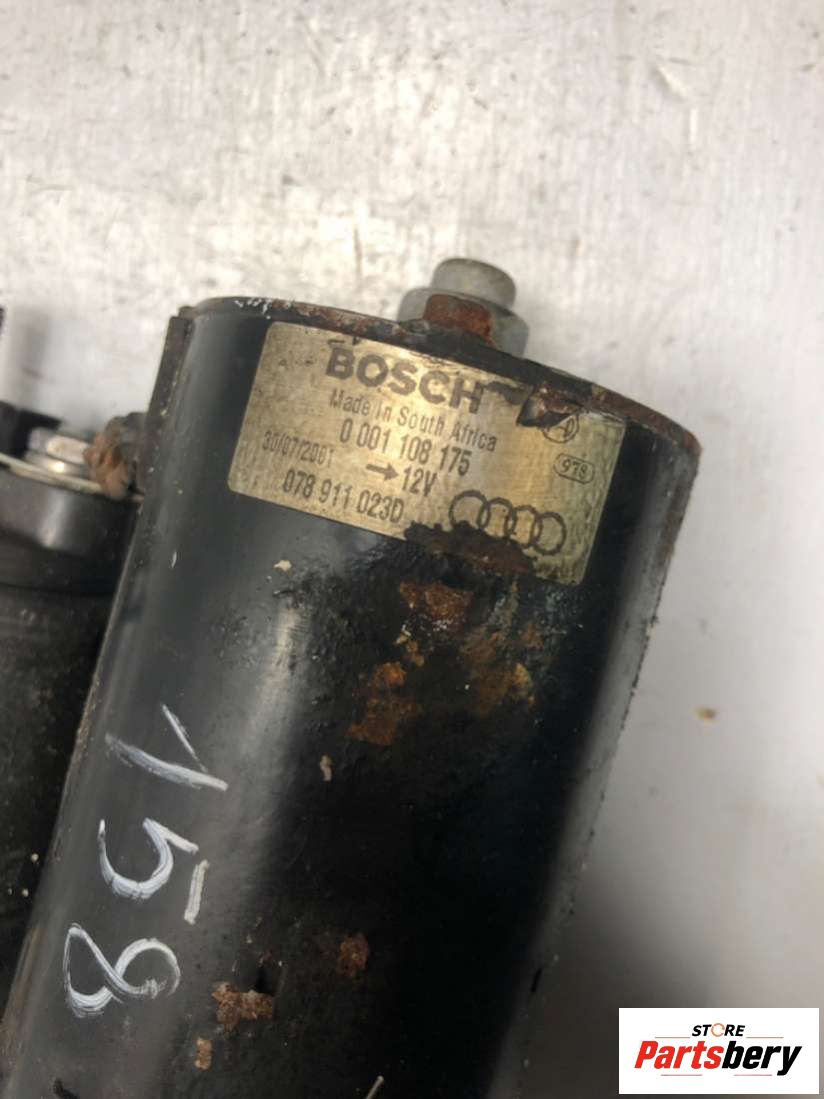 BOSCH
Made in South Africa
0 001 108 175
30/07/2001 → 12V
978
078 911 023D
158
STORE
Partsbery